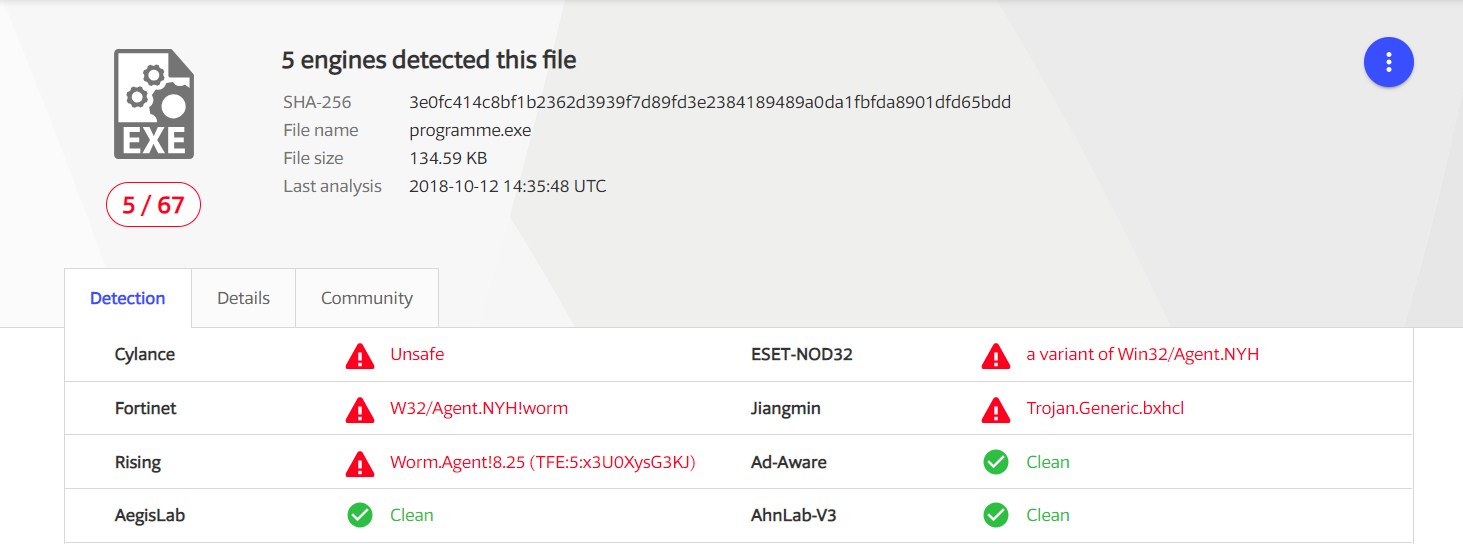 5 engines detected this file
SHA-256 3e0fc414c8bf1b2362d3939f7d89fd3e2384189489a0da1fbfda8901dfd65bdd
File name programme.exe
File size 134.59 KB
Last analysis 2018-10-12 14:35:48 UTC
EXE
5 / 67
Detection Details Community
Cylance Unsafe ESET-NOD32 a variant of Win32/Agent.NYH
Fortinet W32/Agent.NYH!worm Jiangmin Trojan.Generic.bxhcl
Rising Worm.Agent!8.25 (TFE:5:x3U0XysG3KJ) Ad-Aware Clean
AegisLab Clean AhnLab-V3 Clean